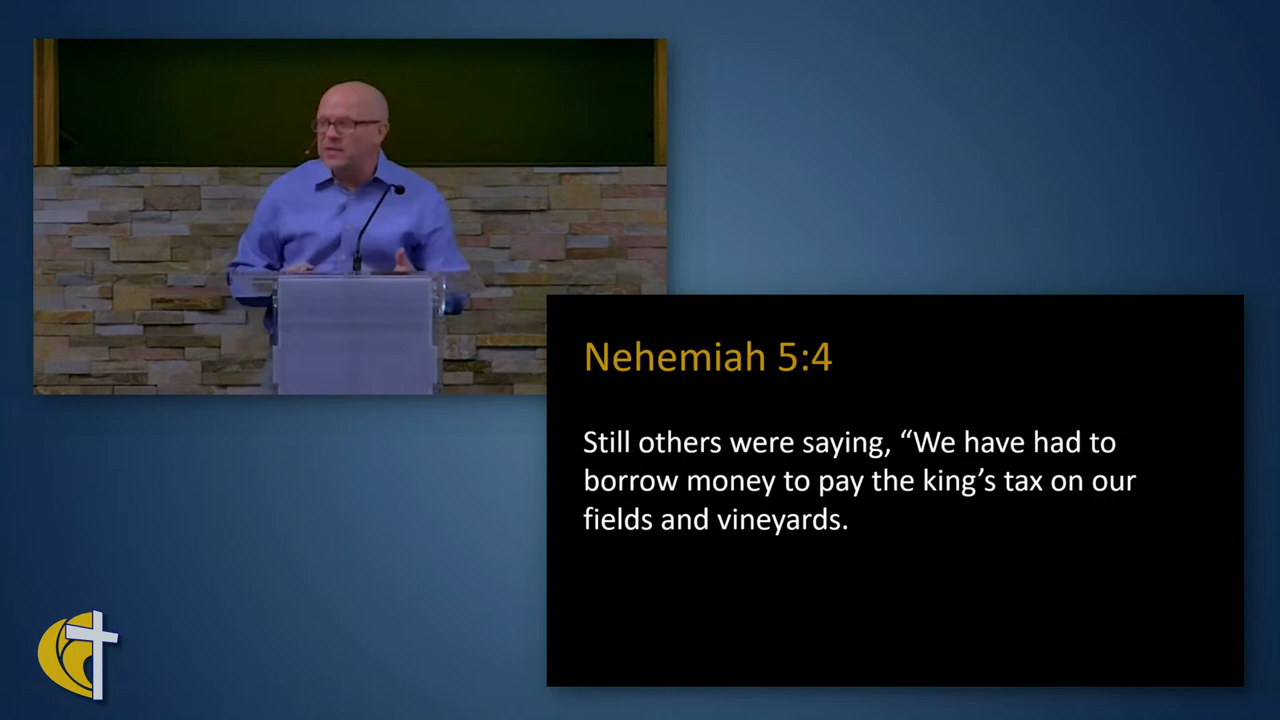 Nehemiah 5:4
Still others were saying, “We have had to
borrow money to pay the king’s tax on our
fields and vineyards.